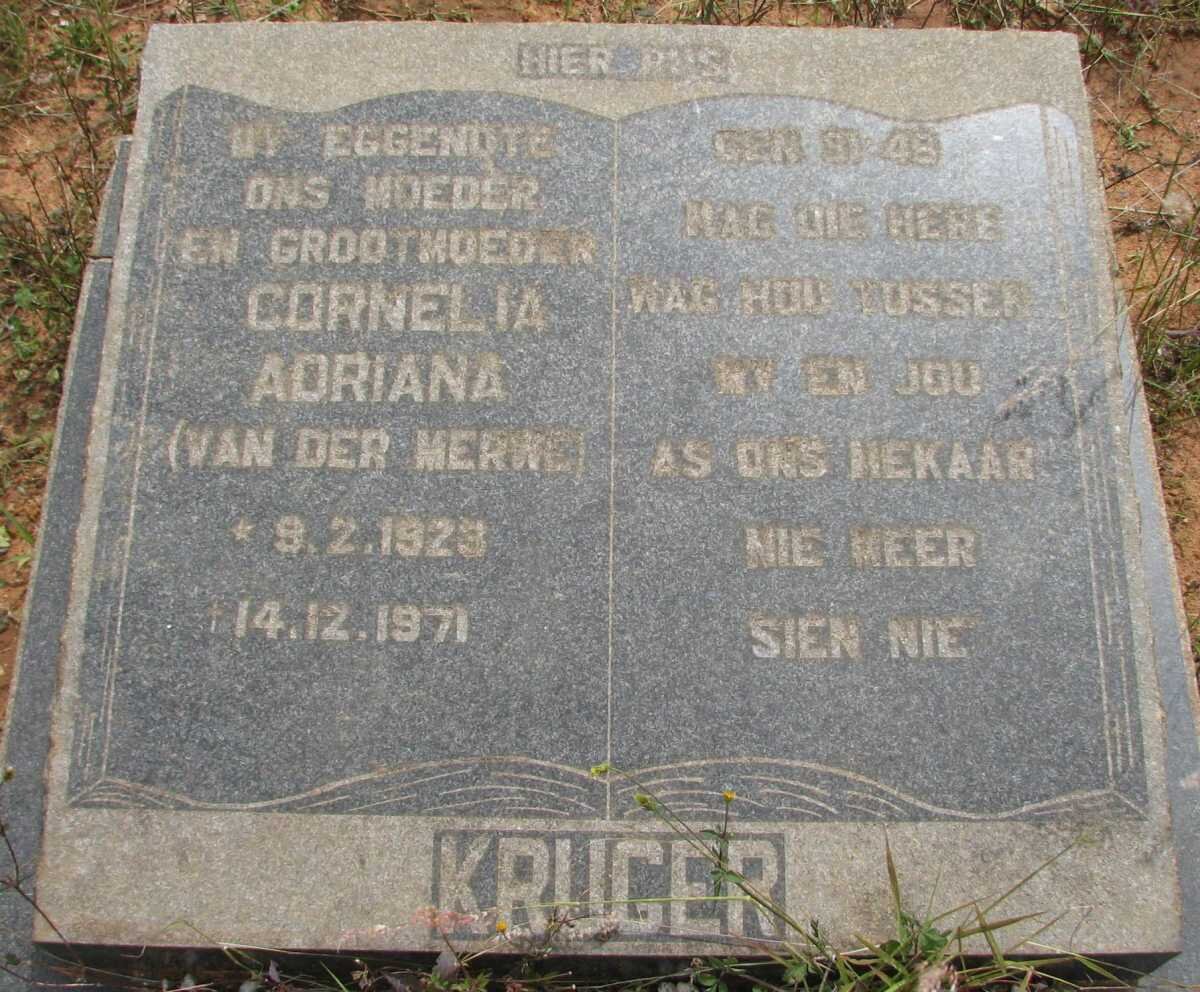 HIER RUS
MY EGGENOTE
ONS MOEDER
EN GROOTMOEDER
CORNELIA
ADRIANA
(VAN DER MERWE)
* 9.2.1923
†14.12.1971
GEN 31 49
MAG DIE HERE
WAG HOU TUSSEN
MY EN JOU
AS ONS MEKAAR
NIE MEER
SIEN NIE
KRUGER